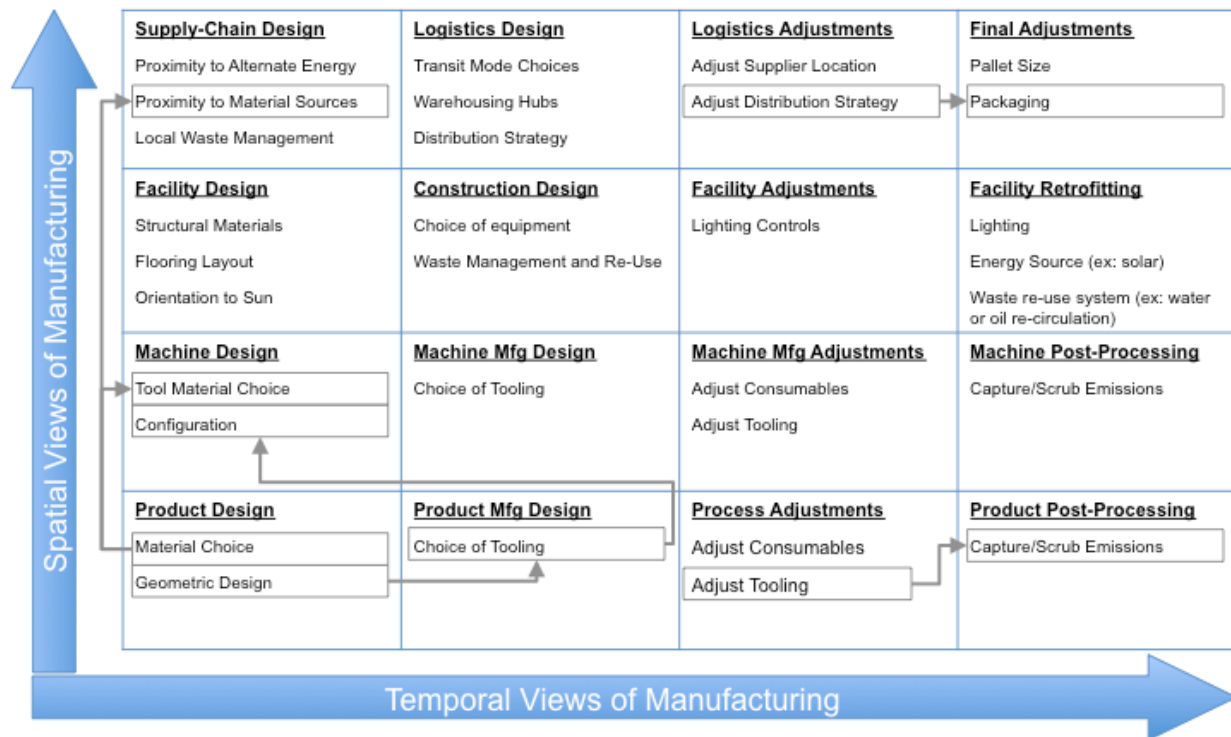 Supply-Chain Design
Proximity to Alternate Energy
Proximity to Material Sources
Local Waste Management
Logistics Design
Transit Mode Choices
Warehousing Hubs
Distribution Strategy
Logistics Adjustments
Adjust Supplier Location
Adjust Distribution Strategy
Final Adjustments
Pallet Size
Packaging
Facility Design
Structural Materials
Flooring Layout
Orientation to Sun
Construction Design
Choice of equipment
Waste Management and Re-Use
Facility Adjustments
Lighting Controls
Facility Retrofitting
Lighting
Energy Source (ex: solar)
Waste re-use system (ex: water
or oil re-circulation)
Machine Design
Tool Material Choice
Configuration
Machine Mfg Design
Choice of Tooling
Machine Mfg Adjustments
Adjust Consumables
Adjust Tooling
Machine Post-Processing
Capture/Scrub Emissions
Product Design
Material Choice
Geometric Design
Product Mfg Design
Choice of Tooling
Process Adjustments
Adjust Consumables
Adjust Tooling
Product Post-Processing
Capture/Scrub Emissions
Spatial Views of Manufacturing
Temporal Views of Manufacturing